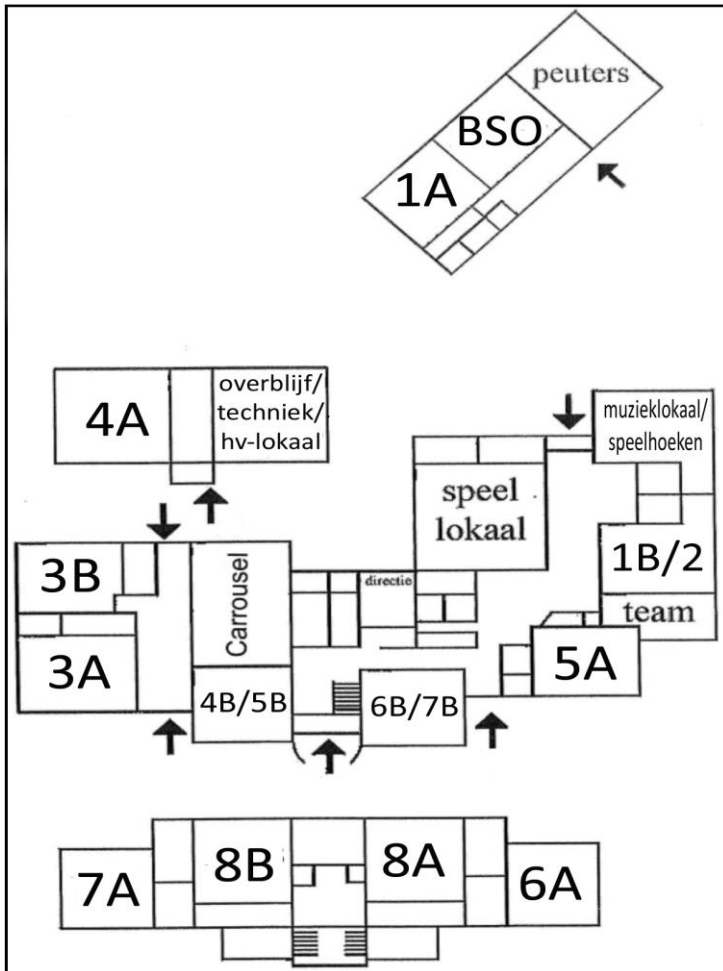 peuters
BSO
1A
4A
overblijf/
techniek/
hv-lokaal
muzieklokaal/
speelhoeken
speel
lokaal
3B
Carrousel
directie
1B/2
team
3A
4B/5B
6B/7B
5A
7A
8B
8A
6A